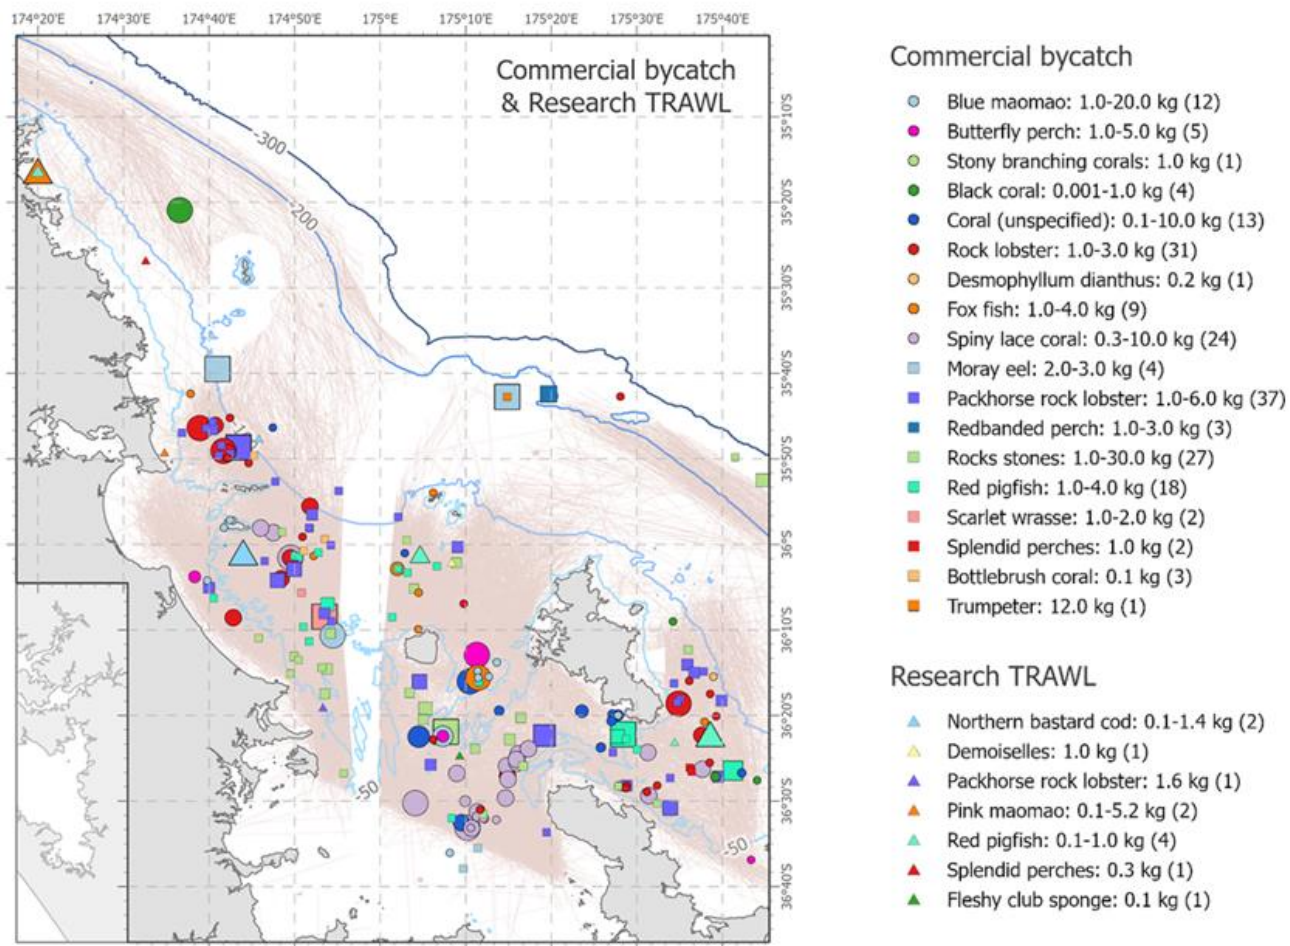 174°20'E 174°30'E 174°40'E 174°50'E 175°E 175°10'E 175°20'E 175°30'E 175°40'E
Commercial bycatch
& Research TRAWL
-300
-200
-50
-50
35°10'S
35°20'S
35°30'S
35°40'S
35°50'S
36°S
36°10'S
36°20'S
36°30'S
36°40'S
Commercial bycatch
Blue maomao: 1.0-20.0 kg (12)
Butterfly perch: 1.0-5.0 kg (5)
Stony branching corals: 1.0 kg (1)
Black coral: 0.001-1.0 kg (4)
Coral (unspecified): 0.1-10.0 kg (13)
Rock lobster: 1.0-3.0 kg (31)
Desmophyllum dianthus: 0.2 kg (1)
Fox fish: 1.0-4.0 kg (9)
Spiny lace coral: 0.3-10.0 kg (24)
Moray eel: 2.0-3.0 kg (4)
Packhorse rock lobster: 1.0-6.0 kg (37)
Redbanded perch: 1.0-3.0 kg (3)
Rocks stones: 1.0-30.0 kg (27)
Red pigfish: 1.0-4.0 kg (18)
Scarlet wrasse: 1.0-2.0 kg (2)
Splendid perches: 1.0 kg (2)
Bottlebrush coral: 0.1 kg (3)
Trumpeter: 12.0 kg (1)
Research TRAWL
Northern bastard cod: 0.1-1.4 kg (2)
Demoiselles: 1.0 kg (1)
Packhorse rock lobster: 1.6 kg (1)
Pink maomao: 0.1-5.2 kg (2)
Red pigfish: 0.1-1.0 kg (4)
Splendid perches: 0.3 kg (1)
Fleshy club sponge: 0.1 kg (1)